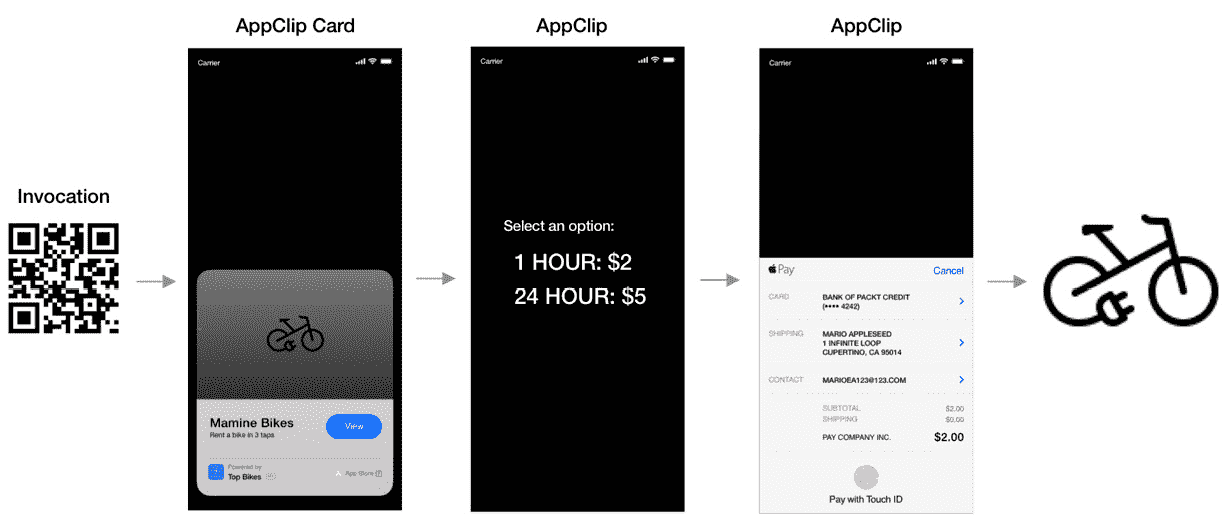 Invocation
AppClip Card
Carrier
Mamine Bikes
Rent a bike in 3 taps
View
Powered by
Top Bikes
App Store
AppClip
Carrier
Select an option:
1 HOUR: $2
24 HOUR: $5
AppClip
Carrier
Pay
Cancel
CARD
BANK OF PACKT CREDIT
(•••• 4242)
SHIPPING
MARIO APPLESEED
1 INFINITE LOOP
CUPERTINO, CA 95014
CONTACT
MARIOEA123@123.COM
SUBTOTAL $2.00
SHIPPING $0.00
PAY COMPANY INC. $2.00
Pay with Touch ID